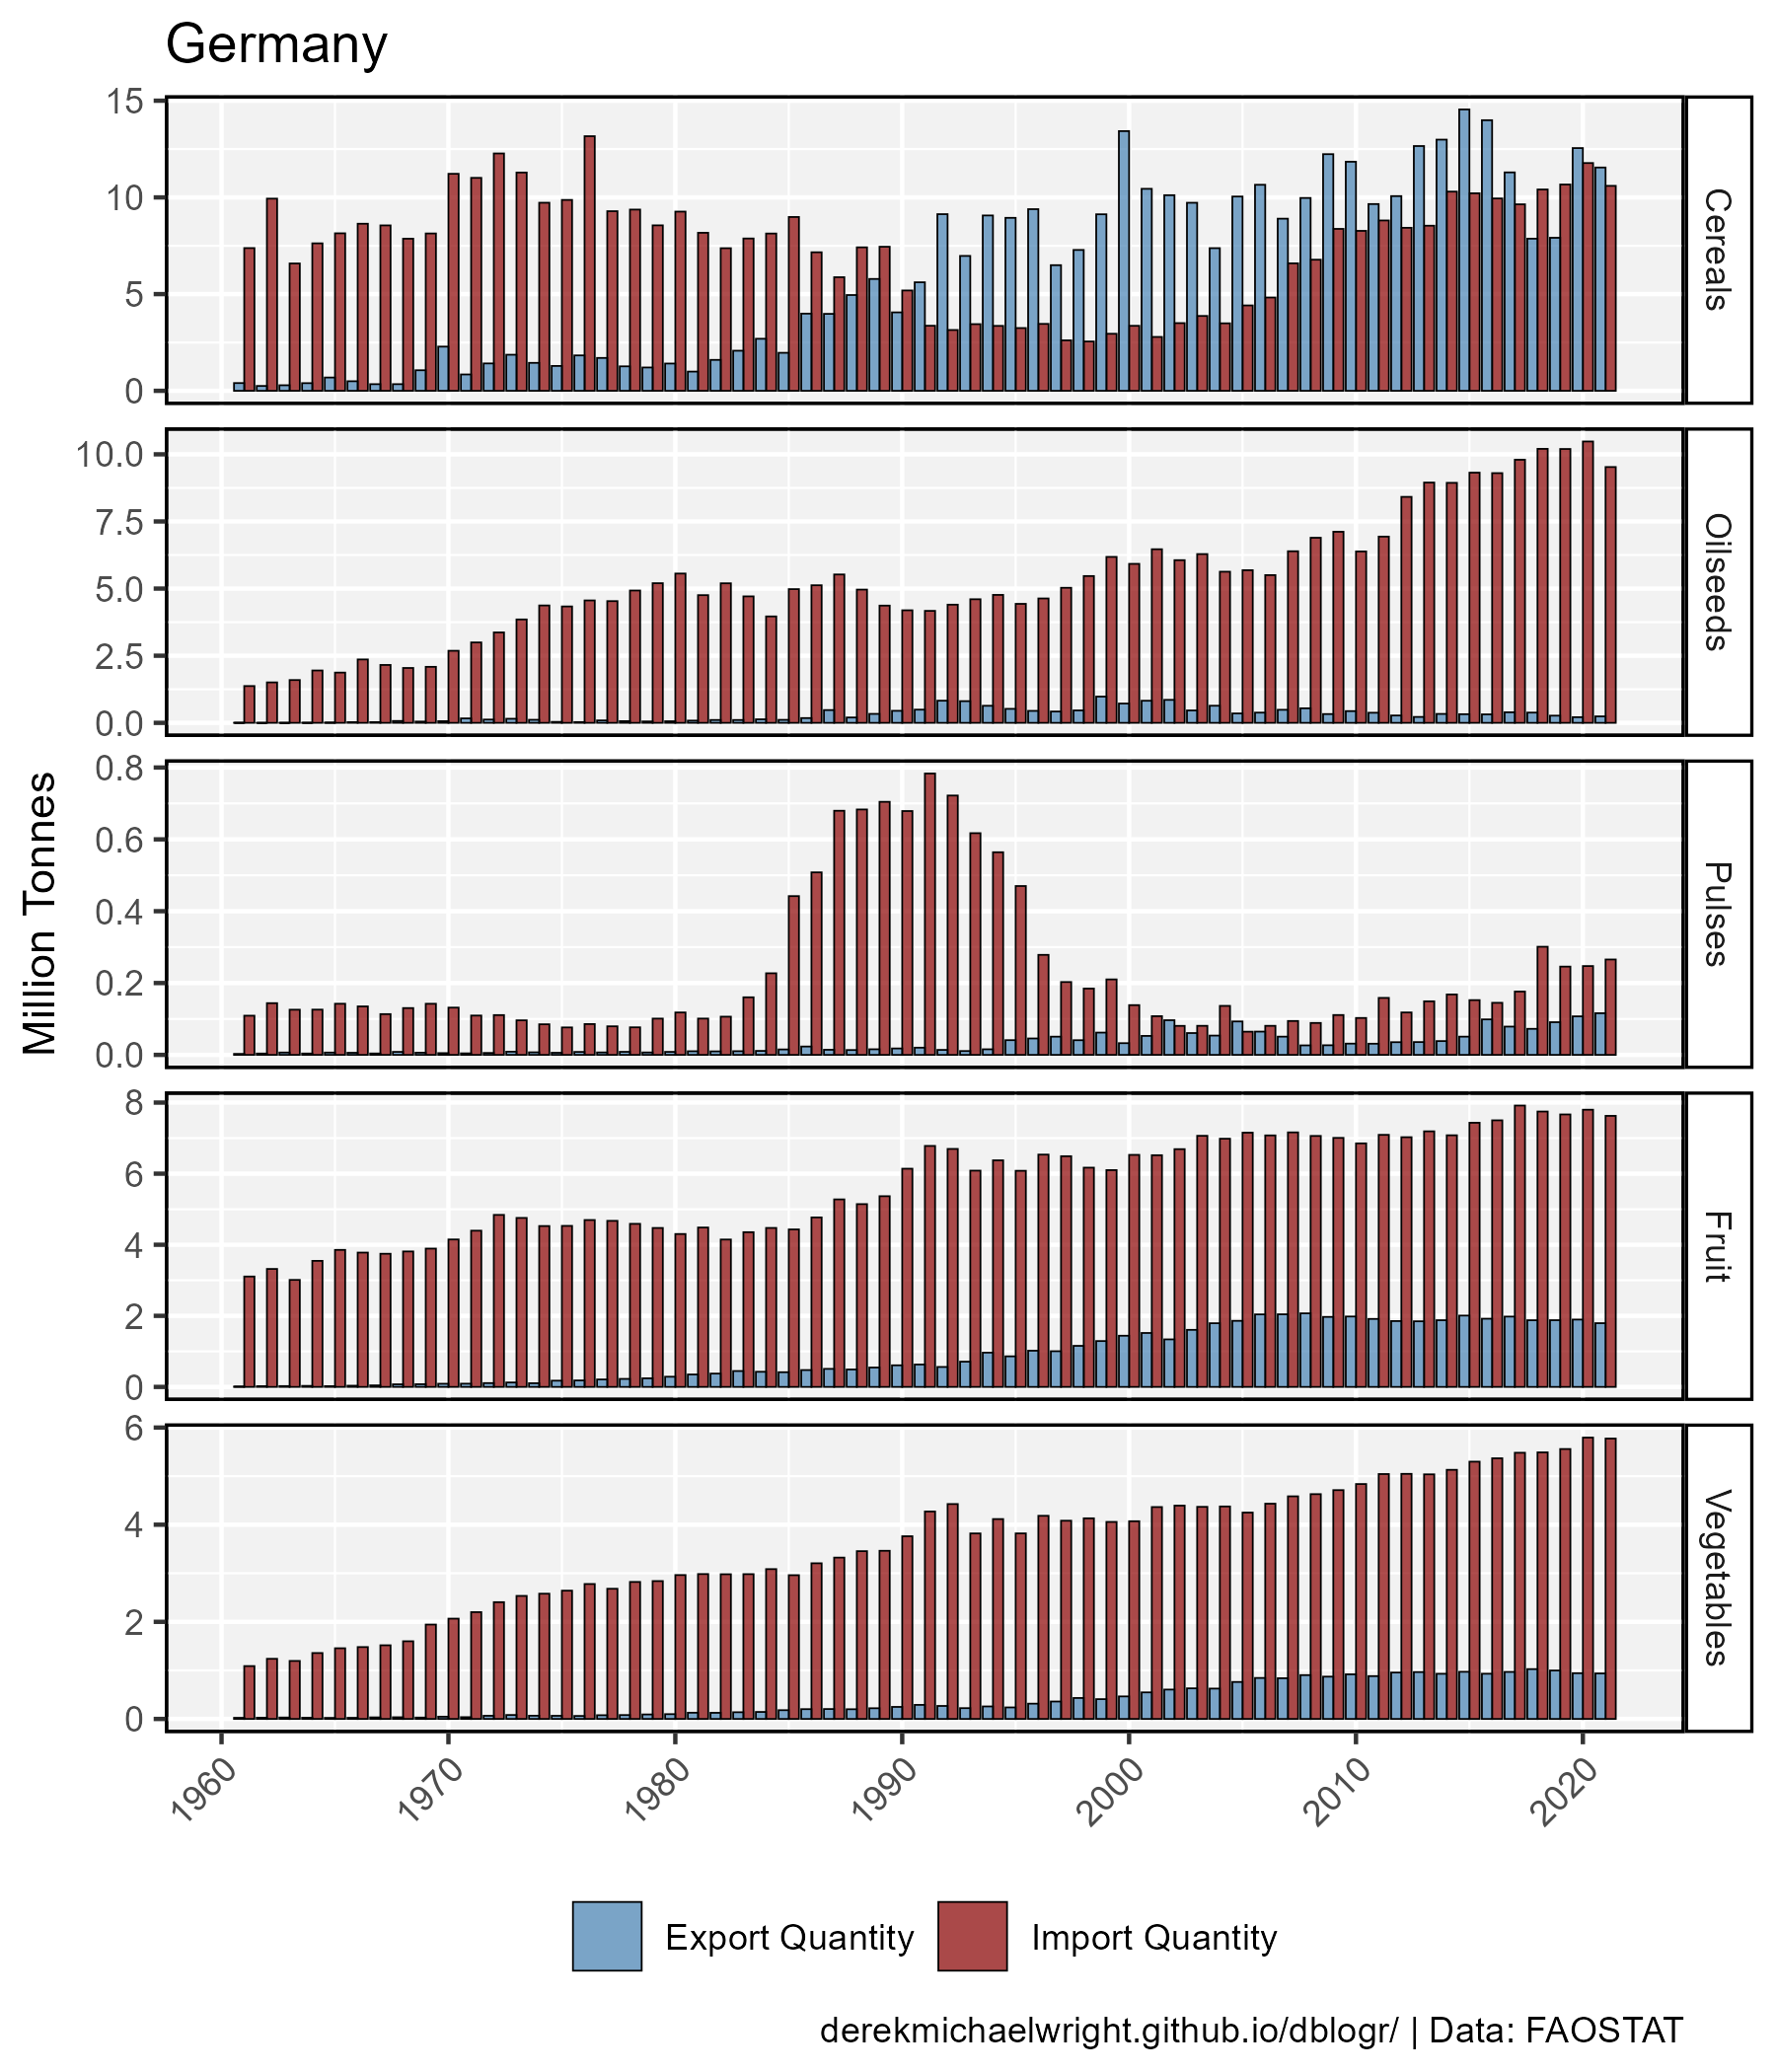 Germany
15
10
5
0
Cereals
10.0
7.5
5.0
2.5
0.0
Oilseeds
0.8
0.6
0.4
0.2
0.0
Pulses
8
6
4
2
0
Fruit
6
4
2
0
Vegetables
Million Tonnes
1960 1970 1980 1990 2000 2010 2020
Export Quantity Import Quantity
derekmichaelwright.github.io/dblogr/ | Data: FAOSTAT